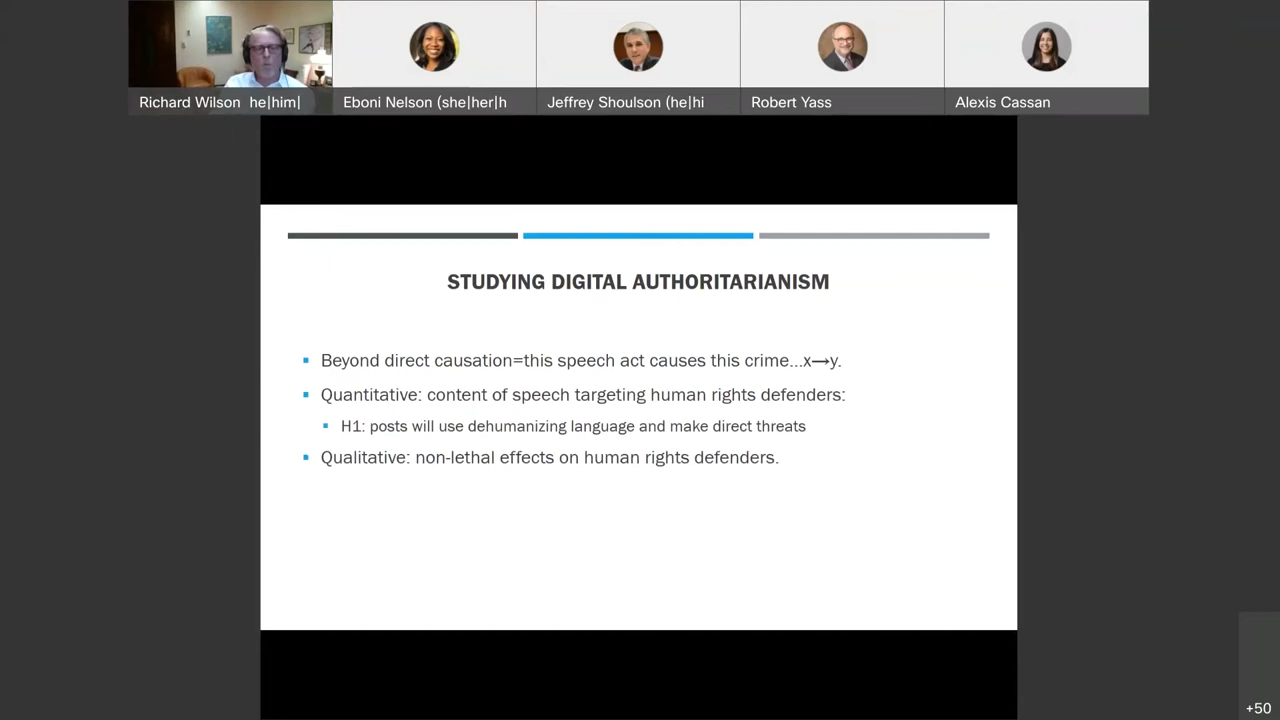 Richard Wilson he|him|
Eboni Nelson (she|her|h
Jeffrey Shoulson (he|hi
Robert Yass
Alexis Cassan
STUDYING DIGITAL AUTHORITARIANISM
Beyond direct causation=this speech act causes this crime...x→y.
Quantitative: content of speech targeting human rights defenders:
H1: posts will use dehumanizing language and make direct threats
Qualitative: non-lethal effects on human rights defenders.
+50